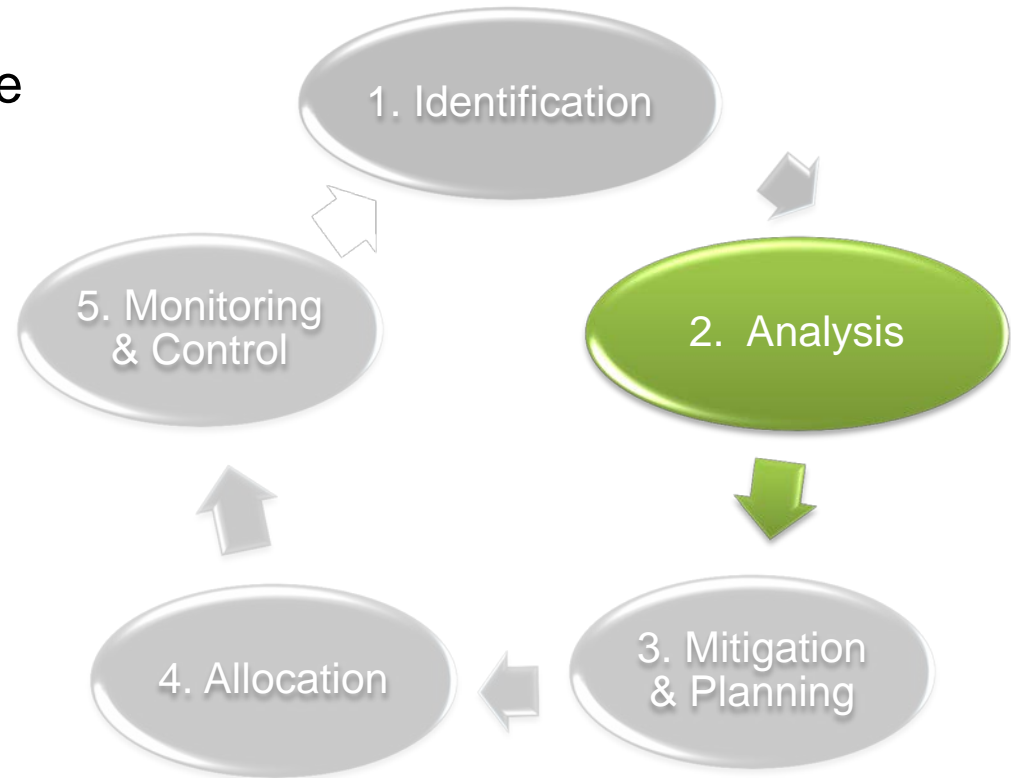 1. Identification
2. Analysis
3. Mitigation
& Planning
4. Allocation
5. Monitoring
& Control